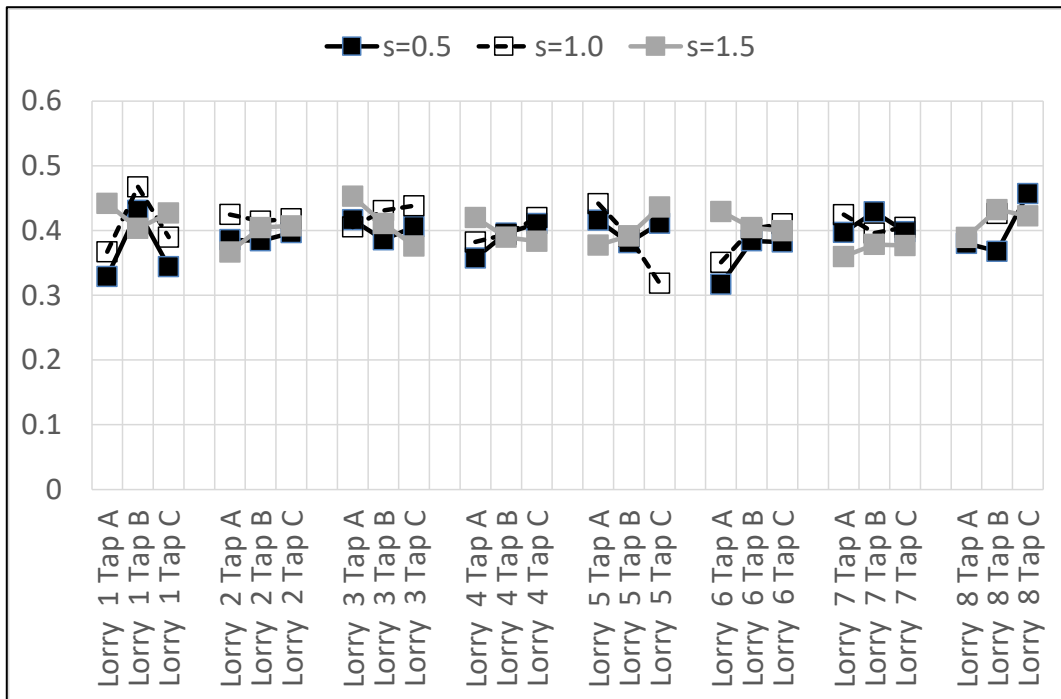 s=0.5 s=1.0 s=1.5
0.6
0.5
0.4
0.3
0.2
0.1
0
Lorry 1 Tap A
Lorry 1 Tap B
Lorry 1 Tap C
Lorry 2 Tap A
Lorry 2 Tap B
Lorry 2 Tap C
Lorry 3 Tap A
Lorry 3 Tap B
Lorry 3 Tap C
Lorry 4 Tap A
Lorry 4 Tap B
Lorry 4 Tap C
Lorry 5 Tap A
Lorry 5 Tap B
Lorry 5 Tap C
Lorry 6 Tap A
Lorry 6 Tap B
Lorry 6 Tap C
Lorry 7 Tap A
Lorry 7 Tap B
Lorry 7 Tap C
Lorry 8 Tap A
Lorry 8 Tap B
Lorry 8 Tap C